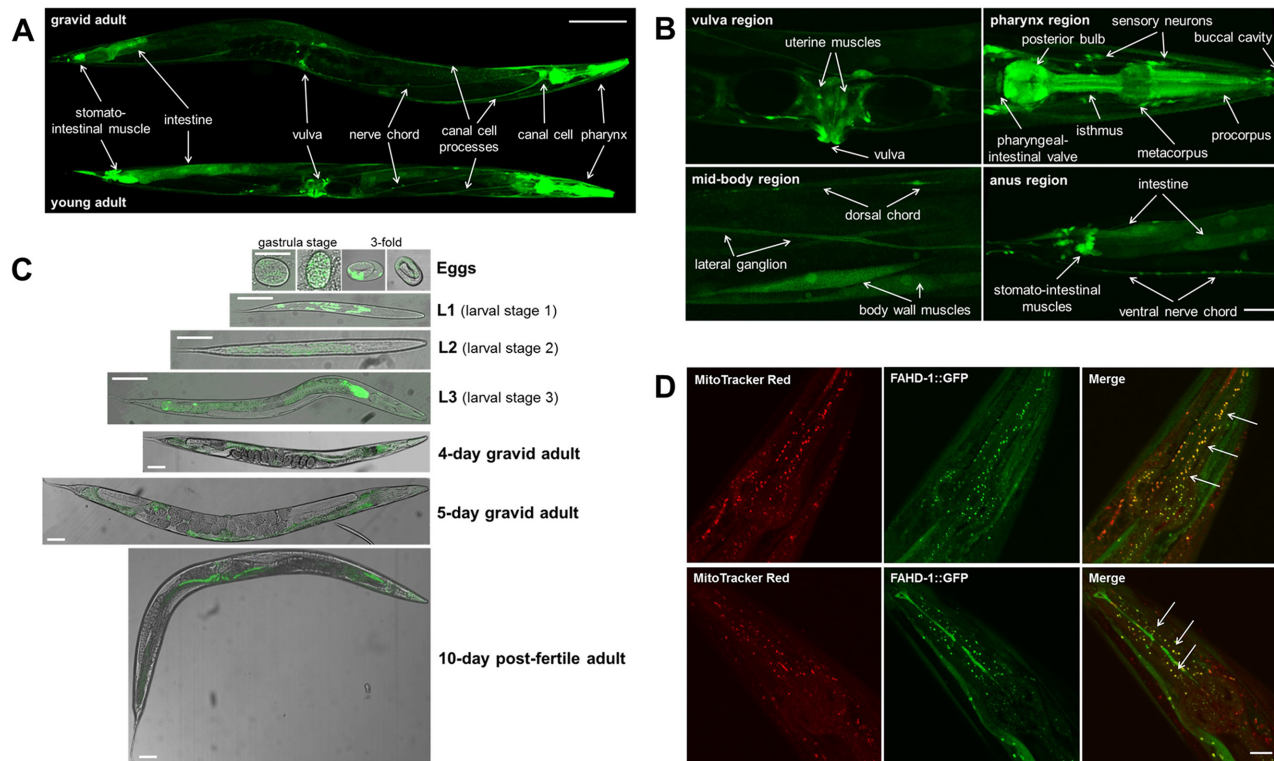 A
gravid adult
stomato-
intestinal muscle
intestine
vulva
nerve chord
canal cell
processes
canal cell
pharynx
young adult
B
vulva region
uterine muscles
vulva
pharynx region
sensory neurons
posterior bulb
buccal cavity
pharyngeal-
intestinal valve
isthmus
metacorpus
procorpus
mid-body region
dorsal chord
lateral ganglion
body wall muscles
anus region
intestine
stomato-intestinal
muscles
ventral nerve chord
C
gastrula stage
3-fold
Eggs
L1 (larval stage 1)
L2 (larval stage 2)
L3 (larval stage 3)
4-day gravid adult
5-day gravid adult
10-day post-fertile adult
D
MitoTracker Red
FAHD-1::GFP
Merge
MitoTracker Red
FAHD-1::GFP
Merge